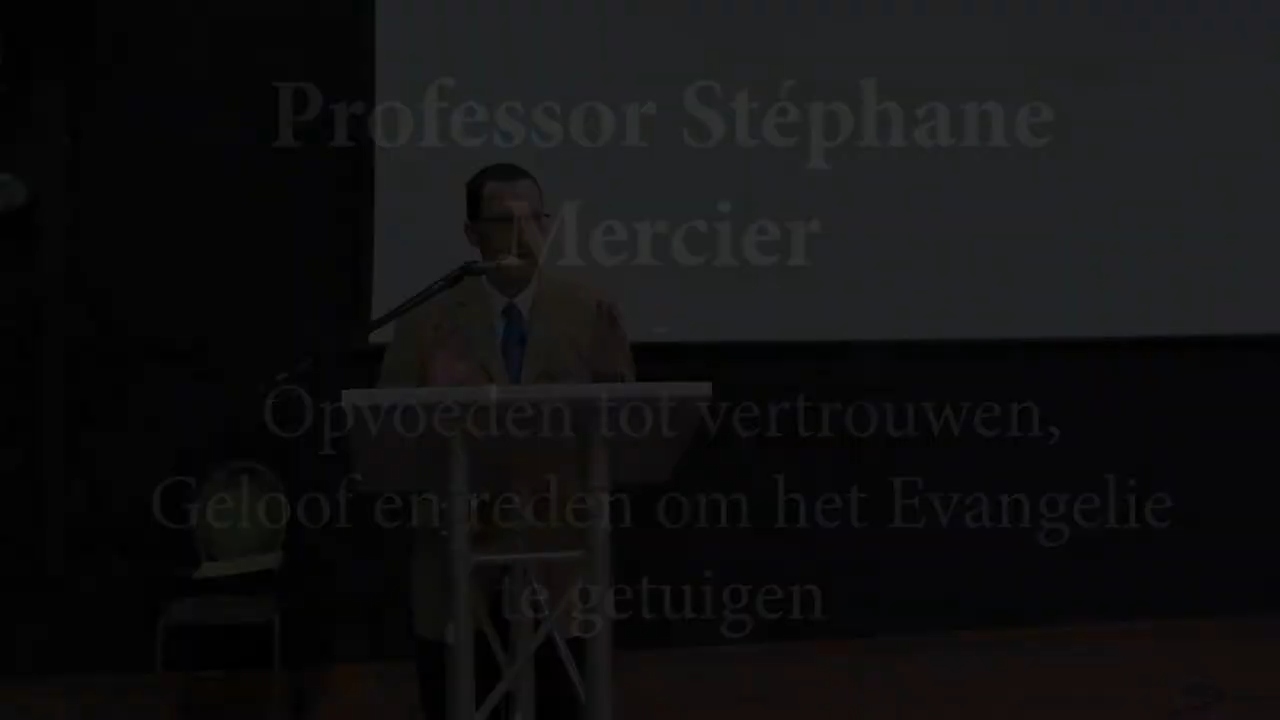 Professor Stéphane
Mercier
Opvoeden tot vertrouwen,
Geloof en reden om het Evangelie
te getuigen